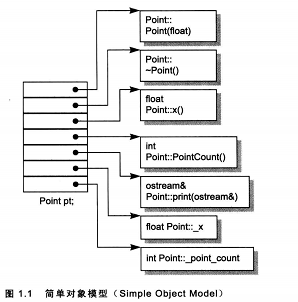 Point::
Point(float)
Point::
~Point()
float
Point::x()
int
Point::PointCount()
ostream&
Point::print(ostream&)
float Point::_x
int Point::_point_count
Point pt;
图 1.1 简单对象模型（Simple Object Model）